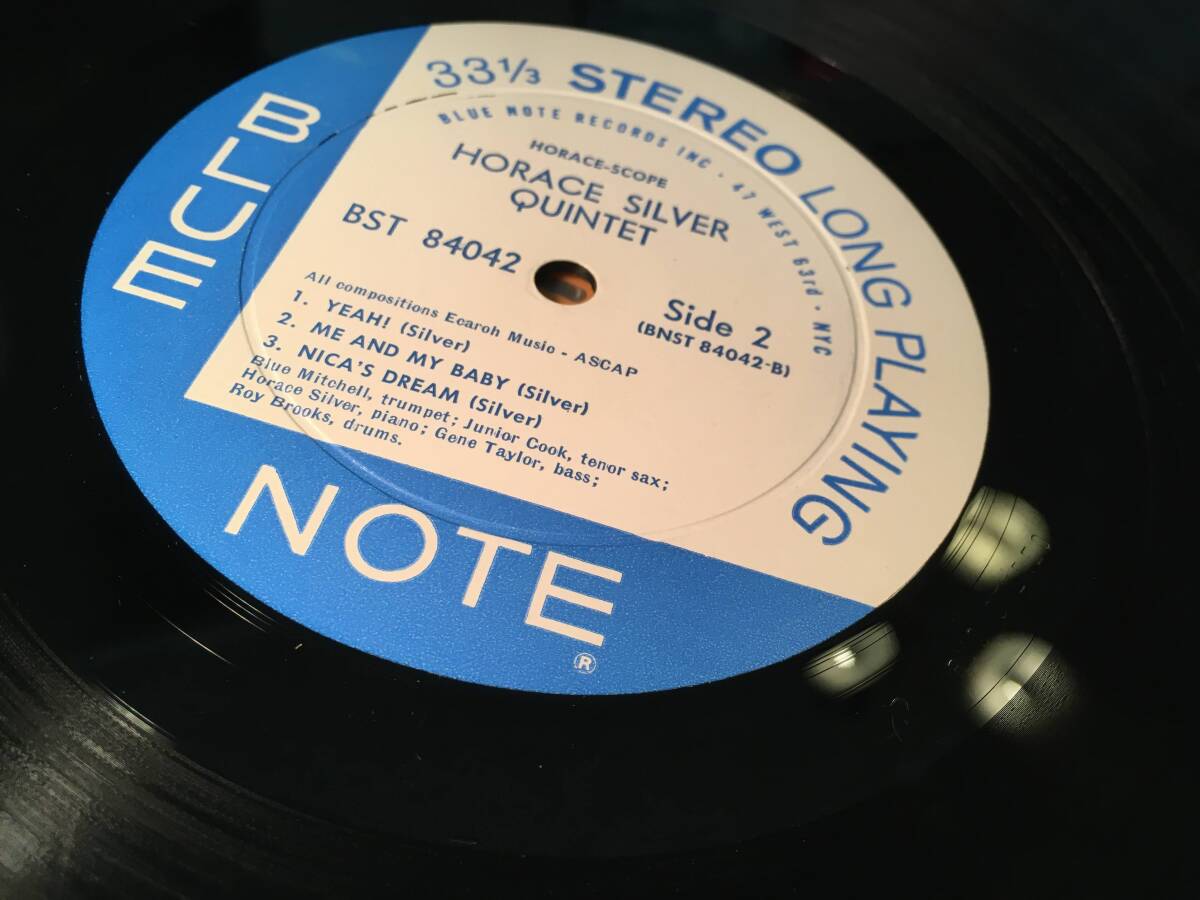 33 1/3 STEREO LONG PLAYING
BLUE NOTE RECORDS INC • 47 WEST 63rd • NYC
HORACE-SCOPE
HORACE SILVER
QUINTET
BST 84042
Side 2
(BNST 84042-B)
All compositions Ecaroh Music - ASCAP
1. YEAH! (Silver)
2. ME AND MY BABY (Silver)
3. NICA'S DREAM (Silver)
Blue Mitchell, trumpet; Junior Cook, tenor sax;
Horace Silver, piano; Gene Taylor, bass;
Roy Brooks, drums.
BLUE
NOTE
®